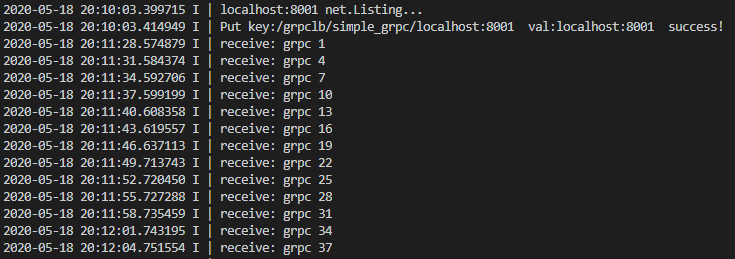 2020-05-18 20:10:03.399715 I | localhost:8001 net.Listing...
2020-05-18 20:10:03.414949 I | Put key:/grpclb/simple_grpc/localhost:8001  val:localhost:8001  success!
2020-05-18 20:11:28.574879 I | receive: grpc 1
2020-05-18 20:11:31.584374 I | receive: grpc 4
2020-05-18 20:11:34.592706 I | receive: grpc 7
2020-05-18 20:11:37.599199 I | receive: grpc 10
2020-05-18 20:11:40.608358 I | receive: grpc 13
2020-05-18 20:11:43.619557 I | receive: grpc 16
2020-05-18 20:11:46.637113 I | receive: grpc 19
2020-05-18 20:11:49.713743 I | receive: grpc 22
2020-05-18 20:11:52.720450 I | receive: grpc 25
2020-05-18 20:11:55.727288 I | receive: grpc 28
2020-05-18 20:11:58.735459 I | receive: grpc 31
2020-05-18 20:12:01.743195 I | receive: grpc 34
2020-05-18 20:12:04.751554 I | receive: grpc 37